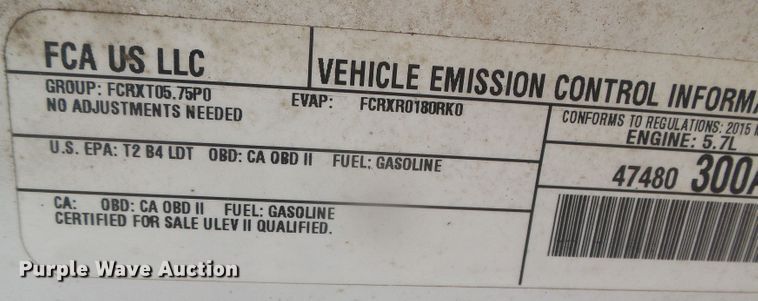 FCA US LLC
VEHICLE EMISSION CONTROL
GROUP: FCRXT05.75P0
EVAP: FCRXR0180RK0
NO ADJUSTMENTS NEEDED
CONFORMS TO REGULATIONS: 2015
ENGINE: 5.7L
U.S. EPA: T2 B4 LDT OBD: CA OBD II FUEL: GASOLINE
47480 300A
CA: OBD: CA OBD II FUEL: GASOLINE
CERTIFIED FOR SALE ULEV II QUALIFIED.
Purple Wave Auction